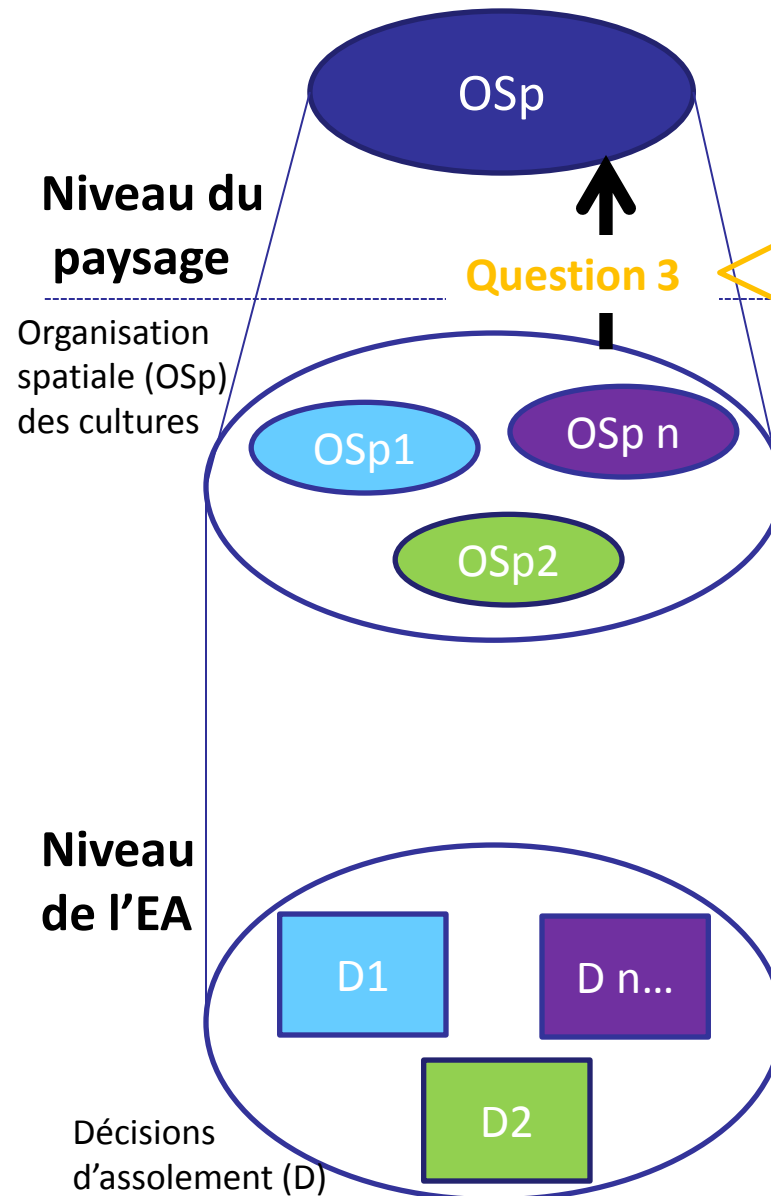 OSp
Niveau du
paysage
Question 3
Organisation
spatiale (OSp)
des cultures
OSp1
OSp n
OSp2
Niveau
de l’EA
D1
D n…
D2
Décisions
d’assolement (D)